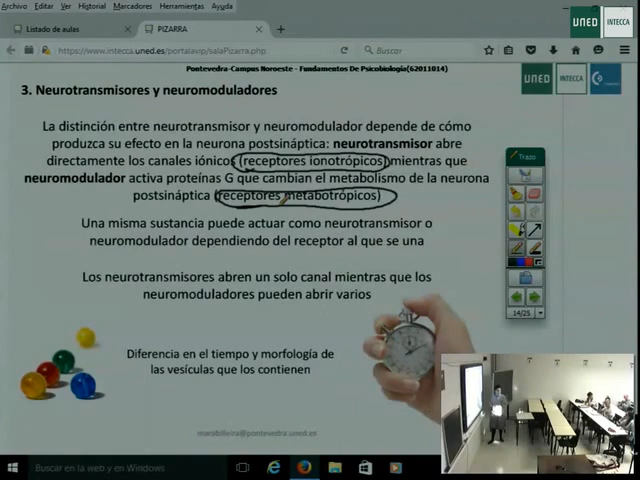 Archivo Editar Ver Historial Marcadores Herramientas Ayuda
Listado de aulas
PIZARRA
https://www.intecca.uned.es/portalavip/salaPizarra.php
Buscar
UNED
INTECCA
Pontevedra-Campus Noroeste - Fundamentos De Psicobiología(62011014)
UNED
INTECCA
3. Neurotransmisores y neuromoduladores
La distinción entre neurotransmisor y neuromodulador depende de cómo
produzca su efecto en la neurona postsináptica: neurotransmisor abre
directamente los canales iónicos (receptores ionotrópicos) mientras que
neuromodulador activa proteínas G que cambian el metabolismo de la neurona
postsináptica (receptores metabotrópicos)
Una misma sustancia puede actuar como neurotransmisor o
neuromodulador dependiendo del receptor al que se una
Los neurotransmisores abren un solo canal mientras que los
neuromoduladores pueden abrir varios
Diferencia en el tiempo y morfología de
las vesículas que los contienen
Trazo
14/25
Buscar en la web y en Windows